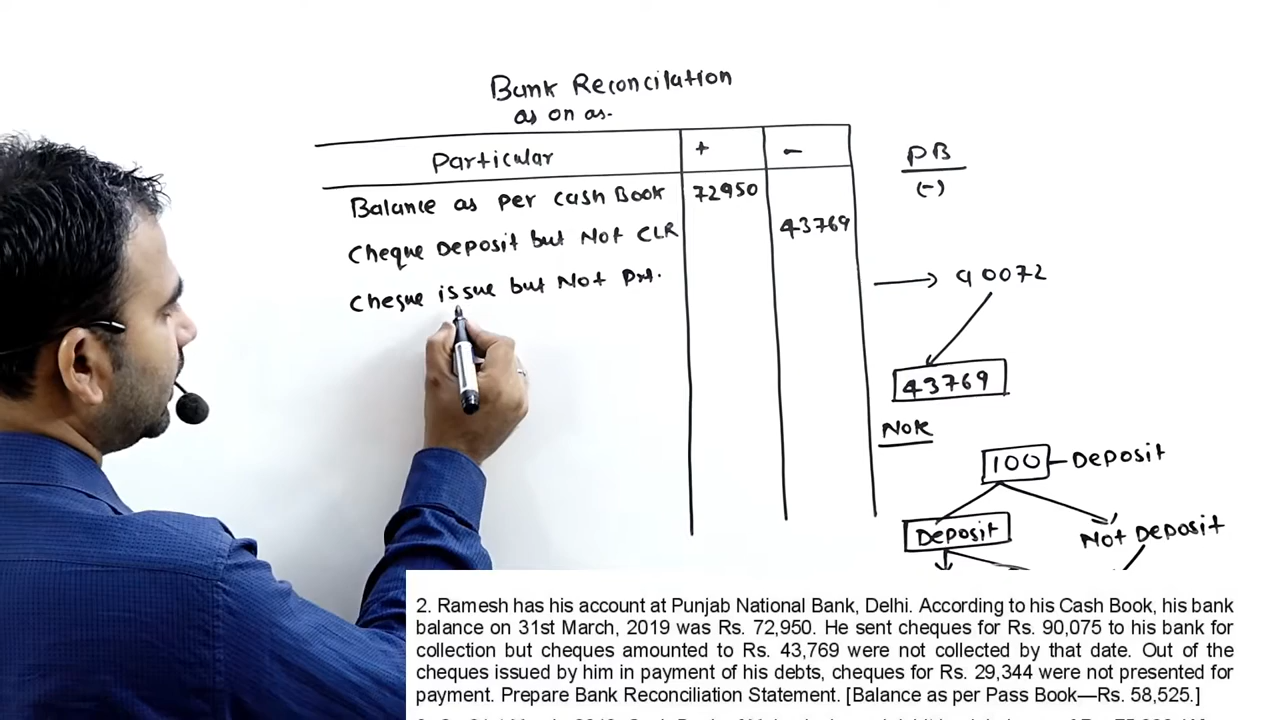 Bank Reconcilation
as on as.
Particular + -
Balance as per cash Book 72950
Cheque Deposit but Not CLR 43769
Cheque issue but Not Prt.
PB
(-)
90072
43769
Note
100 Deposit
Deposit Not Deposit
2. Ramesh has his account at Punjab National Bank, Delhi. According to his Cash Book, his bank
balance on 31st March, 2019 was Rs. 72,950. He sent cheques for Rs. 90,075 to his bank for
collection but cheques amounted to Rs. 43,769 were not collected by that date. Out of the
cheques issued by him in payment of his debts, cheques for Rs. 29,344 were not presented for
payment. Prepare Bank Reconciliation Statement. [Balance as per Pass Book—Rs. 58,525.]